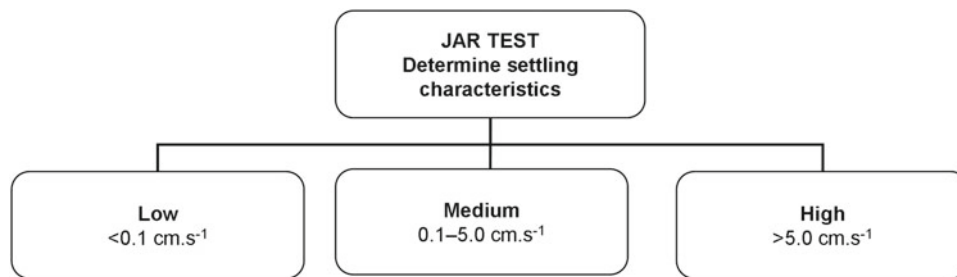 JAR TEST
Determine settling
characteristics
Low
<0.1 cm.s⁻¹
Medium
0.1–5.0 cm.s⁻¹
High
>5.0 cm.s⁻¹